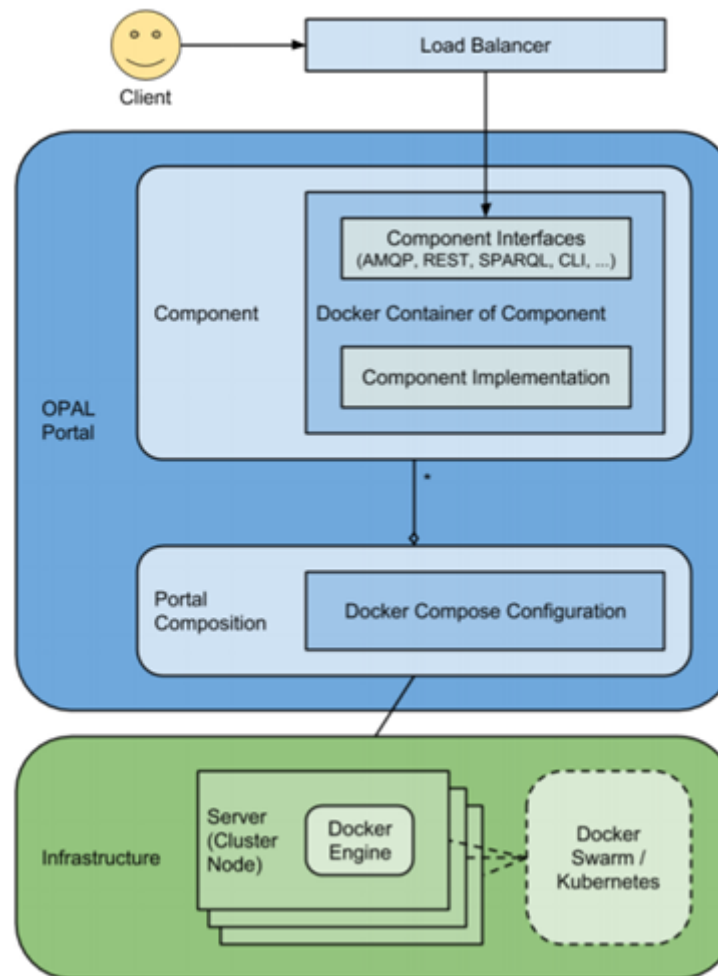 Load Balancer
Client
Component Interfaces
(AMQP, REST, SPARQL, CLI, ...)
Component
Docker Container of Component
Component Implementation
OPAL
Portal
*
Portal
Composition
Docker Compose Configuration
Infrastructure
Server
(Cluster
Node)
Docker
Engine
Docker
Swarm /
Kubernetes